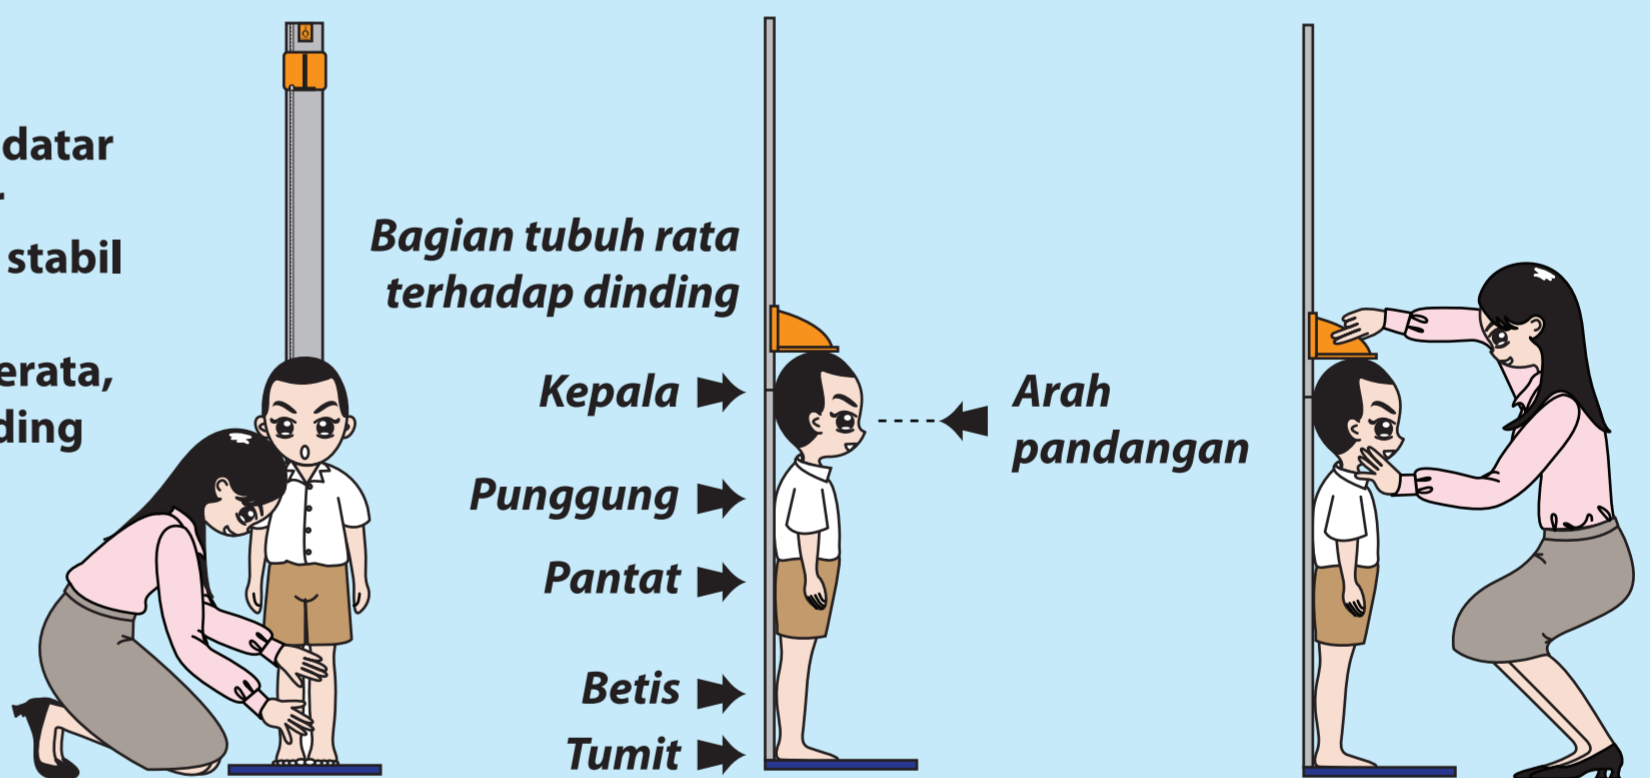 datar
stabil
erata,
ding
Bagian tubuh rata
terhadap dinding
Kepala
Punggung
Pantat
Betis
Tumit
Arah
pandangan